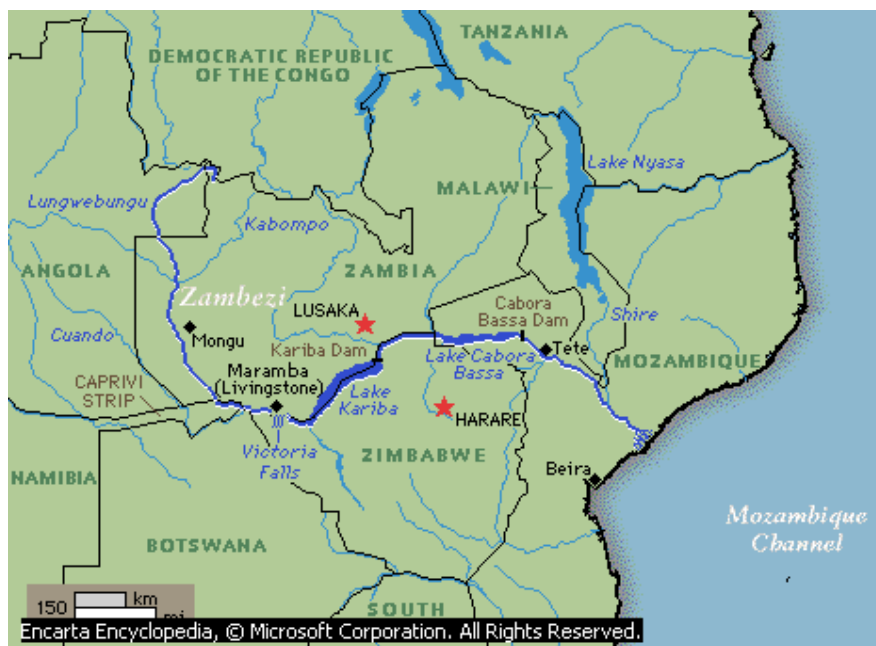 TANZANIA
DEMOCRATIC REPUBLIC
OF THE CONGO
Lake Nyasa
MALAWI
Lungwebungu
Kabompo
ANGOLA
ZAMBIA
Zambezi
LUSAKA
Cabora
Bassa Dam
Shire
Cuando
Mongu
Kariba Dam
Lake Cabora
Bassa
Tete
MOZAMBIQUE
Maramba
(Livingstone)
CAPRIVI
STRIP
Lake
Kariba
HARARE
Victoria
Falls
ZIMBABWE
Beira
NAMIBIA
Mozambique
Channel
BOTSWANA
150
km
mi
SOUTH
Encarta Encyclopedia, © Microsoft Corporation. All Rights Reserved.